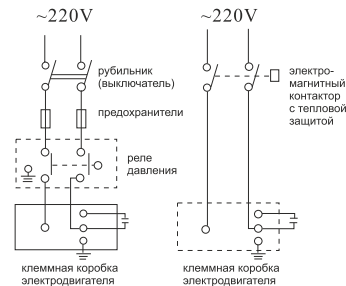 ~220V
рубильник
(выключатель)
предохранители
реле
давления
клеммная коробка
электродвигателя
~220V
электро-
магнитный
контактор
с тепловой
защитой
клеммная коробка
электродвигателя